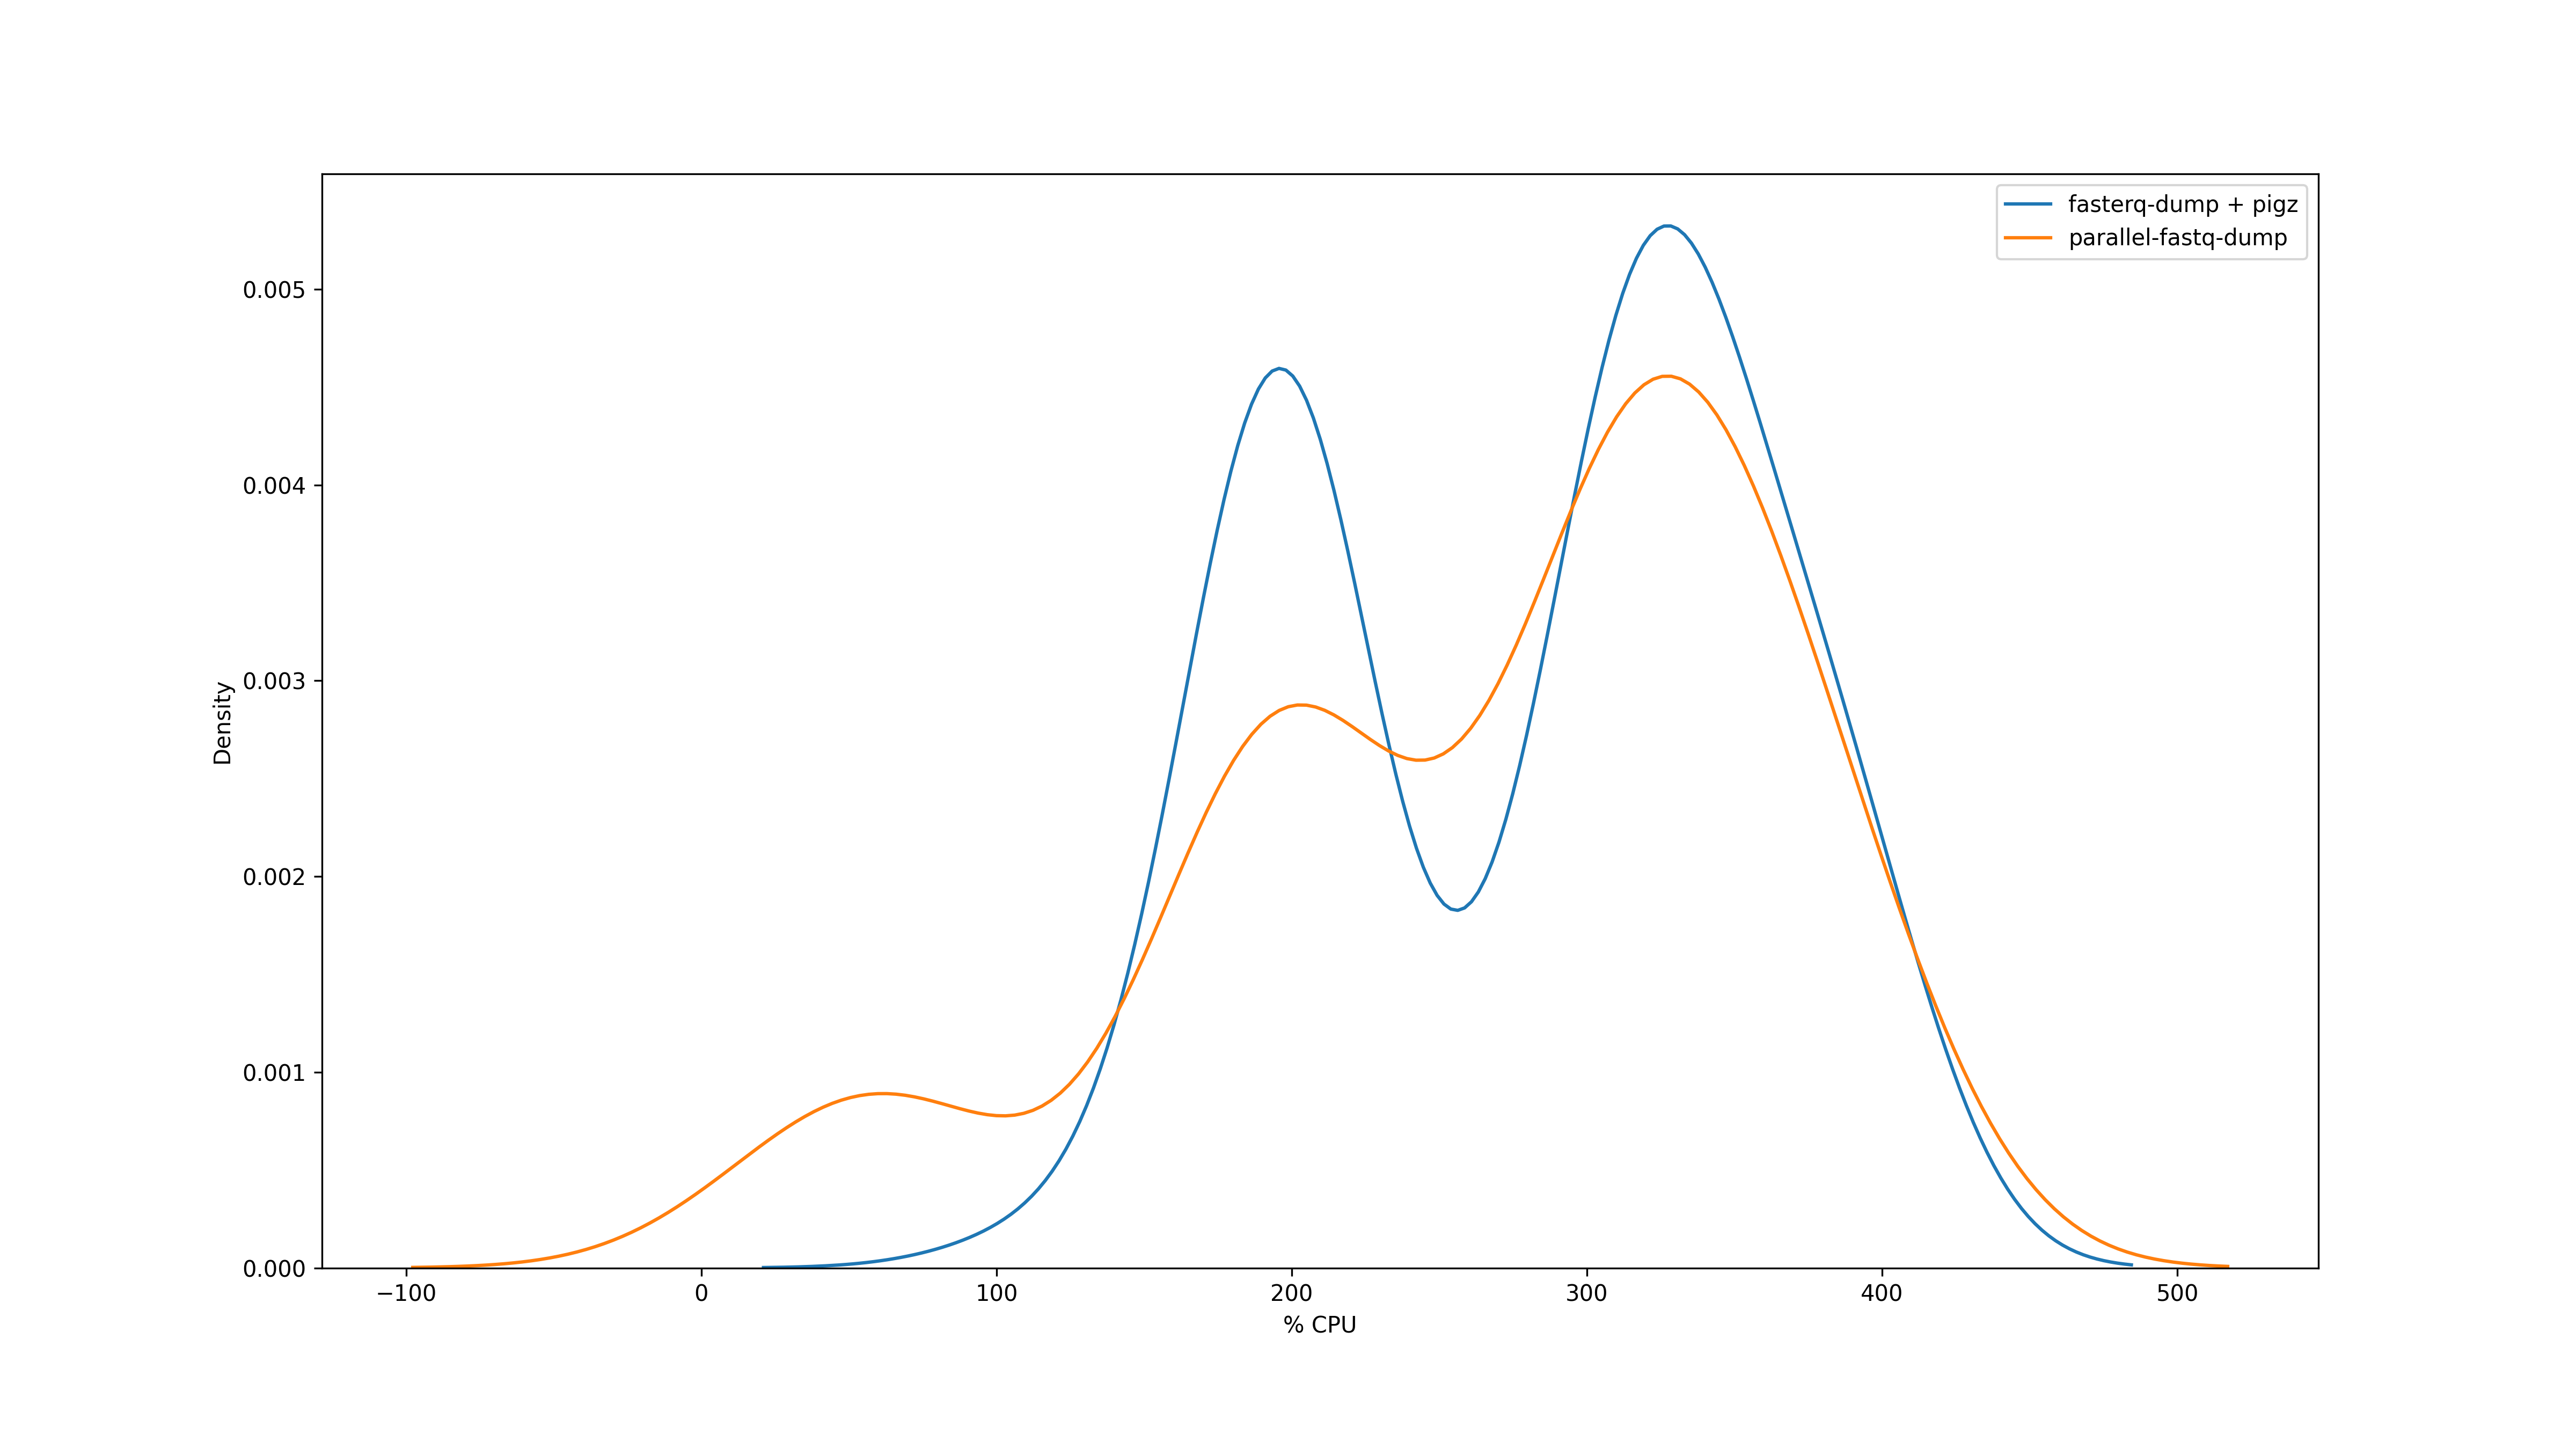 fasterq-dump + pigz
parallel-fastq-dump
0.005
0.004
0.003
0.002
0.001
0.000
Density
−100 0 100 200 300 400 500
% CPU